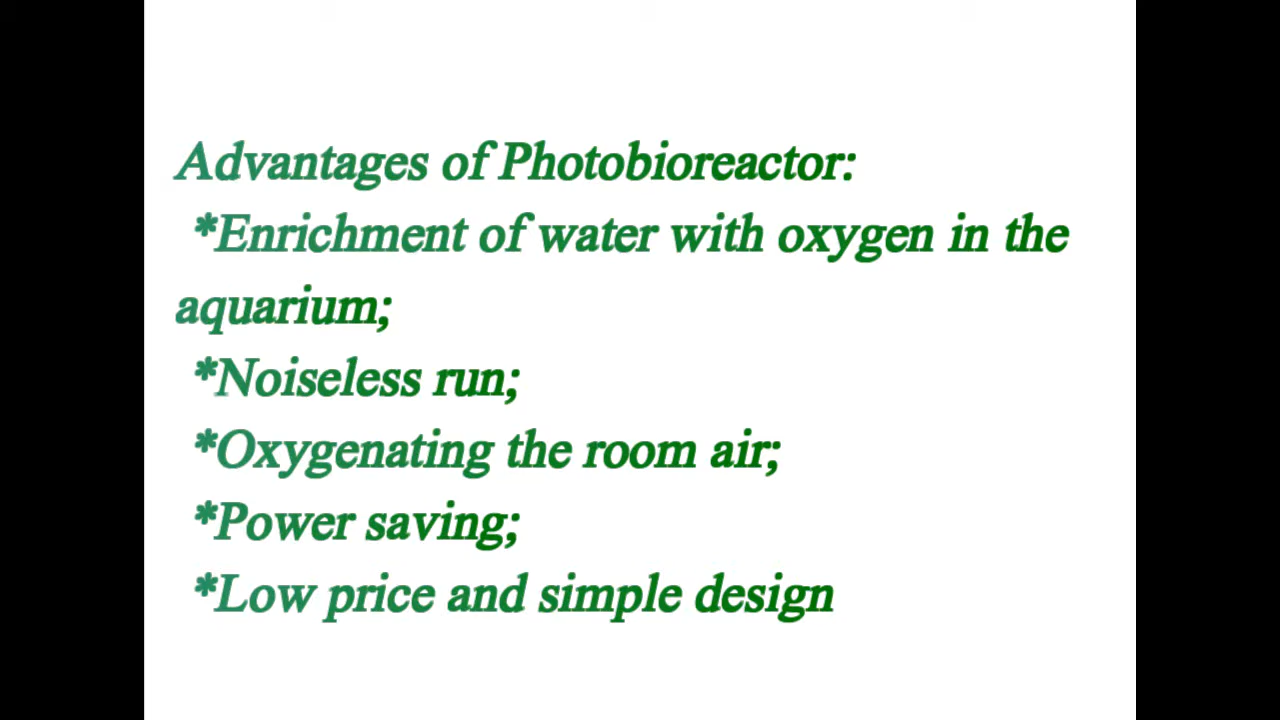 Advantages of Photobioreactor:
*Enrichment of water with oxygen in the
aquarium;
*Noiseless run;
*Oxygenating the room air;
*Power saving;
*Low price and simple design